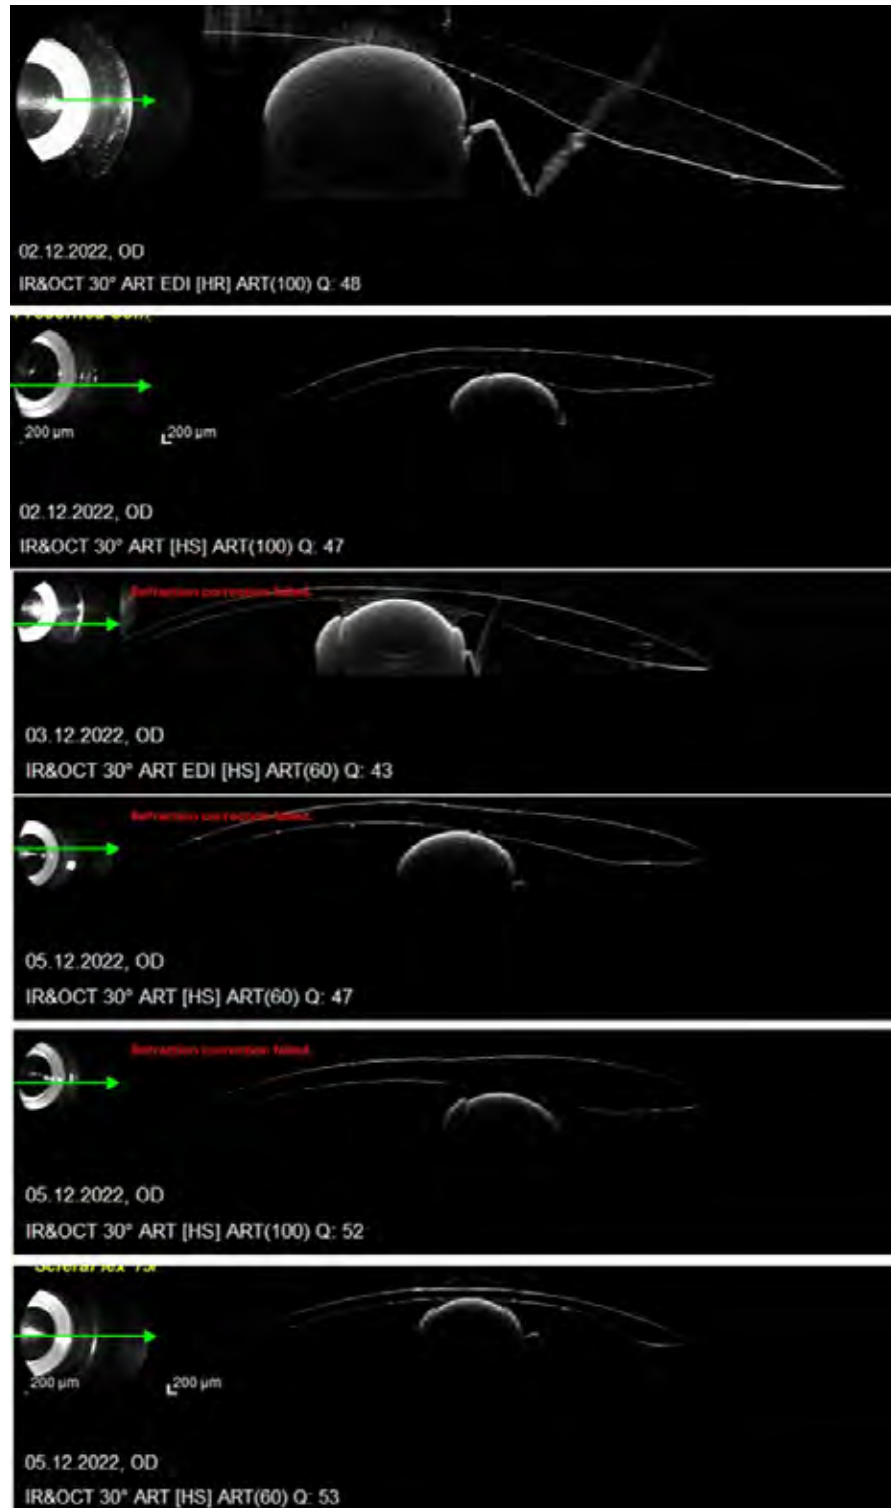 02.12.2022, OD
IR&OCT 30° ART EDI [HR] ART(100) Q: 48
200 µm
200 µm
02.12.2022, OD
IR&OCT 30° ART [HS] ART(100) Q: 47
Refraction correction failed.
03.12.2022, OD
IR&OCT 30° ART EDI [HS] ART(60) Q: 43
Refraction correction failed.
05.12.2022, OD
IR&OCT 30° ART [HS] ART(60) Q: 47
Refraction correction failed.
05.12.2022, OD
IR&OCT 30° ART [HS] ART(100) Q: 52
200 µm
200 µm
05.12.2022, OD
IR&OCT 30° ART [HS] ART(60) Q: 53